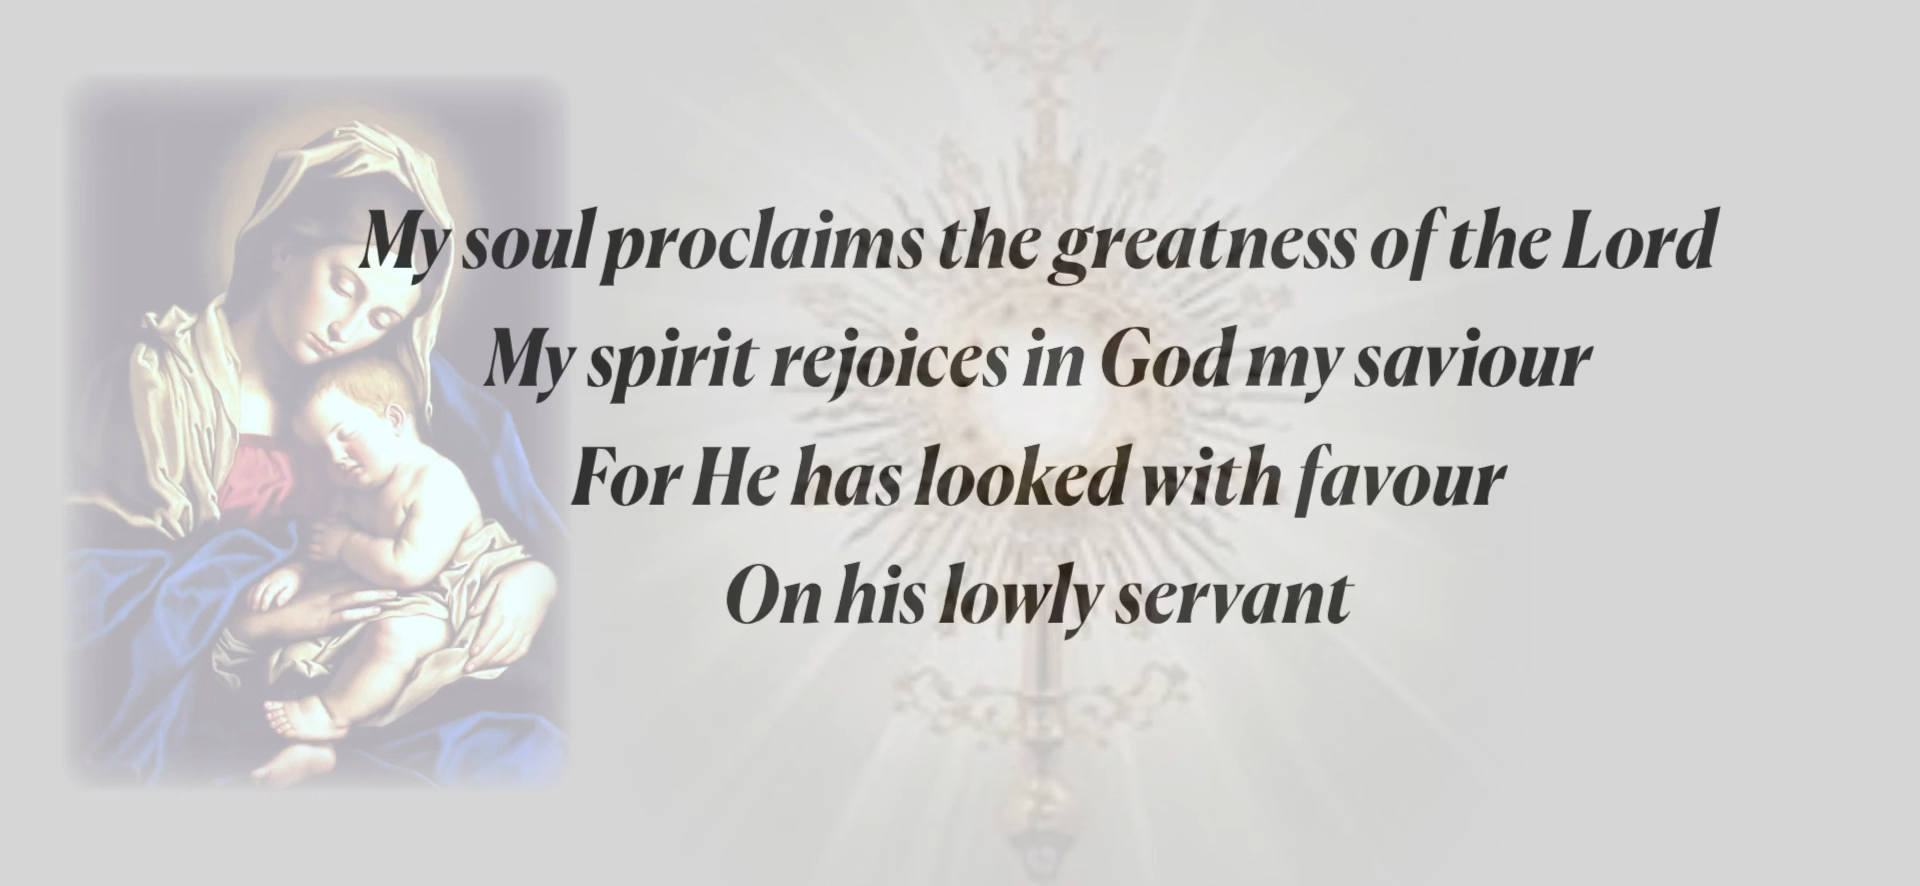 My soul proclaims the greatness of the Lord
My spirit rejoices in God my saviour
For He has looked with favour
On his lowly servant